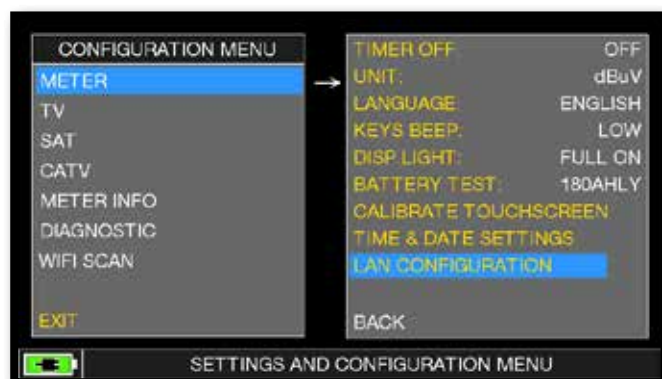 CONFIGURATION MENU
METER
TV
SAT
CATV
METER INFO
DIAGNOSTIC
WIFI SCAN
EXIT
→
TIMER OFF OFF
UNIT: dBuV
LANGUAGE ENGLISH
KEYS BEEP: LOW
DISP LIGHT: FULL ON
BATTERY TEST: 180AHLY
CALIBRATE TOUCHSCREEN
TIME & DATE SETTINGS
LAN CONFIGURATION
BACK
SETTINGS AND CONFIGURATION MENU